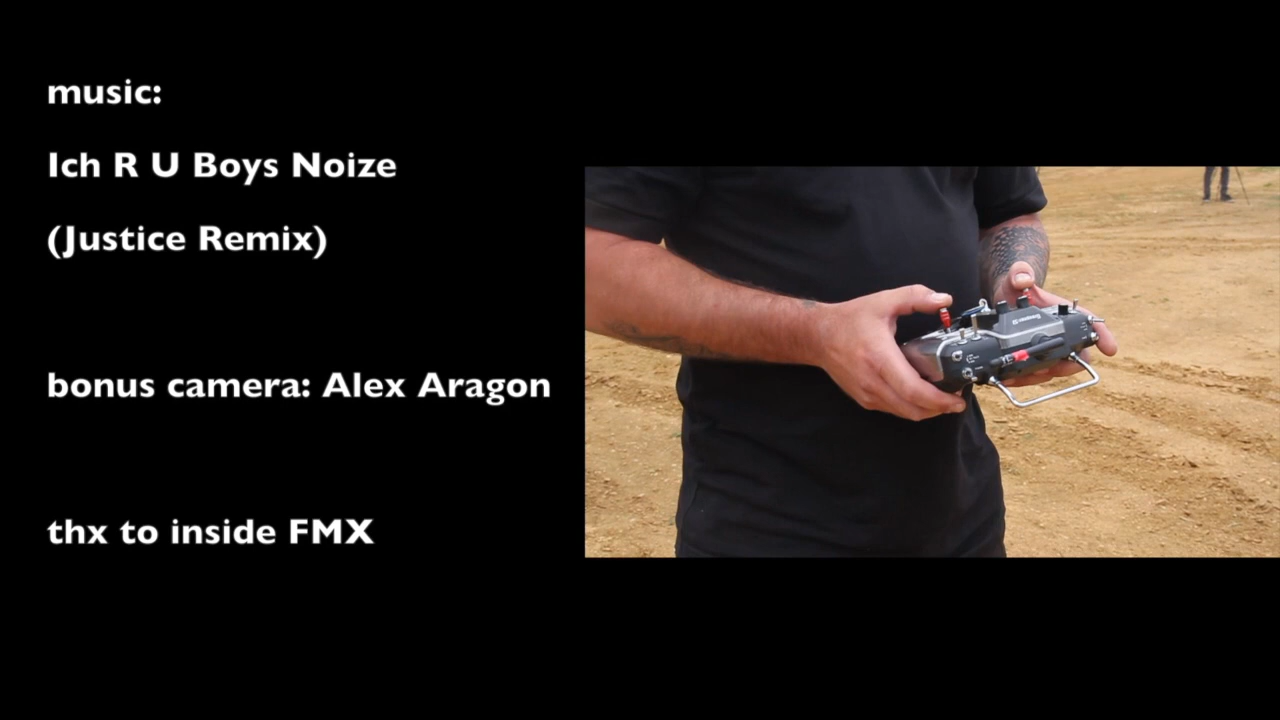 music:
Ich R U Boys Noize
(Justice Remix)
bonus camera: Alex Aragon
thx to inside FMX